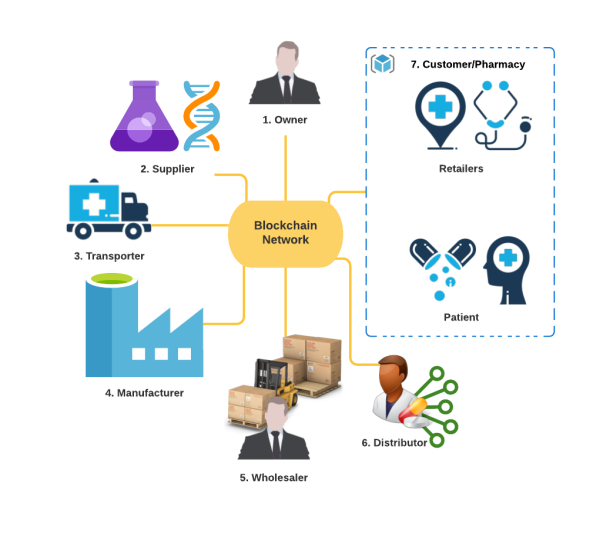 1. Owner
7. Customer/Pharmacy
2. Supplier
Retailers
Blockchain
Network
3. Transporter
Patient
4. Manufacturer
6. Distributor
5. Wholesaler